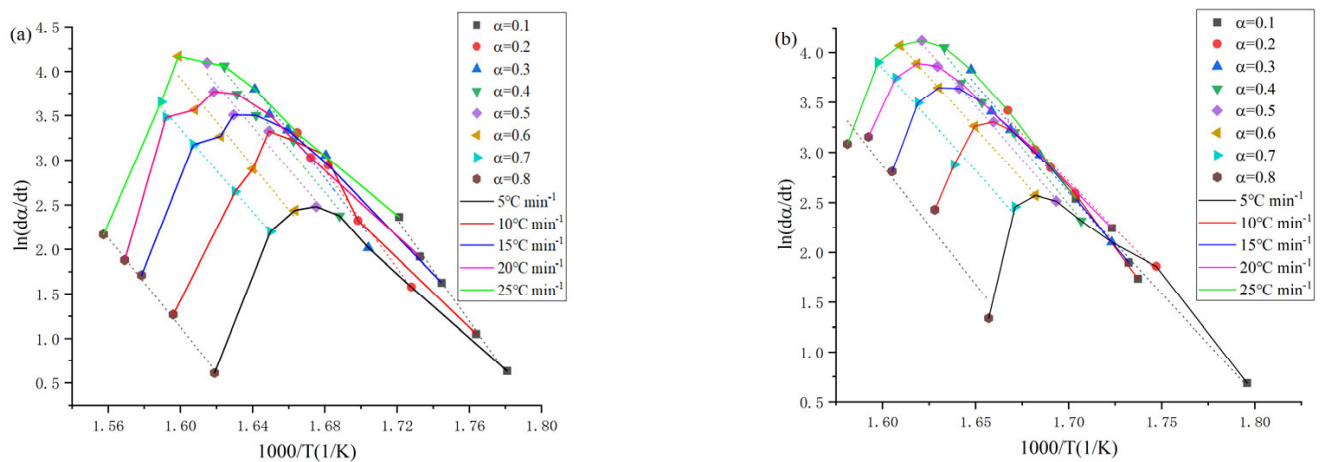 (a)
ln(dα/dt)
4.5
4.0
3.5
3.0
2.5
2.0
1.5
1.0
0.5
1.56 1.60 1.64 1.68 1.72 1.76 1.80
1000/T(1/K)
α=0.1
α=0.2
α=0.3
α=0.4
α=0.5
α=0.6
α=0.7
α=0.8
5℃ min⁻¹
10℃ min⁻¹
15℃ min⁻¹
20℃ min⁻¹
25℃ min⁻¹
(b)
ln(dα/dt)
4.0
3.5
3.0
2.5
2.0
1.5
1.0
0.5
1.60 1.65 1.70 1.75 1.80
1000/T(1/K)
α=0.1
α=0.2
α=0.3
α=0.4
α=0.5
α=0.6
α=0.7
α=0.8
5℃ min⁻¹
10℃ min⁻¹
15℃ min⁻¹
20℃ min⁻¹
25℃ min⁻¹